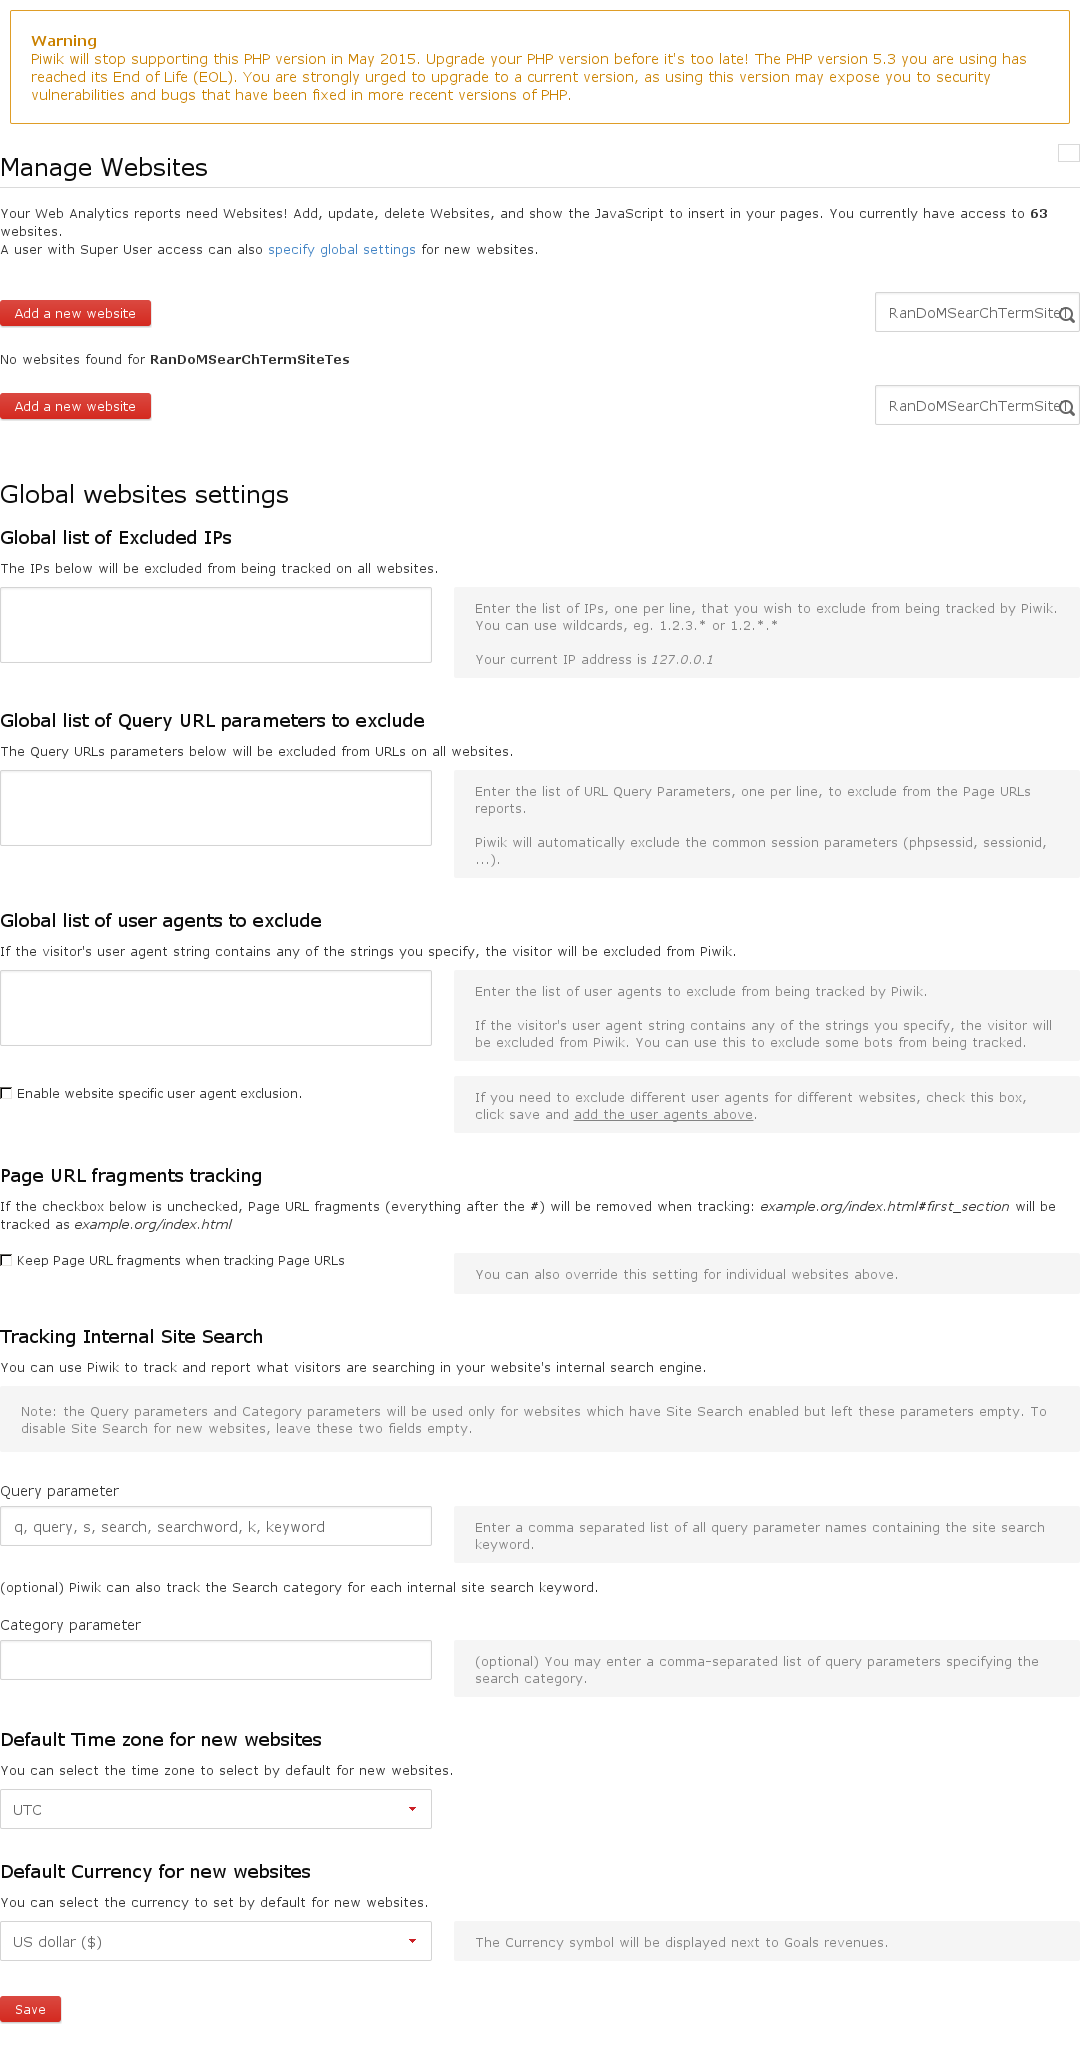 Warning
Piwik will stop supporting this PHP version in May 2015. Upgrade your PHP version before it's too late! The PHP version 5.3 you are using has
reached its End of Life (EOL). You are strongly urged to upgrade to a current version, as using this version may expose you to security
vulnerabilities and bugs that have been fixed in more recent versions of PHP.
Manage Websites
Your Web Analytics reports need Websites! Add, update, delete Websites, and show the JavaScript to insert in your pages. You currently have access to 63
websites.
A user with Super User access can also specify global settings for new websites.
Add a new website
RanDoMSearChTermSiteT
No websites found for RanDoMSearChTermSiteTes
Add a new website
RanDoMSearChTermSiteT
Global websites settings
Global list of Excluded IPs
The IPs below will be excluded from being tracked on all websites.
Enter the list of IPs, one per line, that you wish to exclude from being tracked by Piwik.
You can use wildcards, eg. 1.2.3.* or 1.2.*.*
Your current IP address is 127.0.0.1
Global list of Query URL parameters to exclude
The Query URLs parameters below will be excluded from URLs on all websites.
Enter the list of URL Query Parameters, one per line, to exclude from the Page URLs
reports.
Piwik will automatically exclude the common session parameters (phpsessid, sessionid,
...).
Global list of user agents to exclude
If the visitor's user agent string contains any of the strings you specify, the visitor will be excluded from Piwik.
Enter the list of user agents to exclude from being tracked by Piwik.
If the visitor's user agent string contains any of the strings you specify, the visitor will
be excluded from Piwik. You can use this to exclude some bots from being tracked.
Enable website specific user agent exclusion.
If you need to exclude different user agents for different websites, check this box,
click save and add the user agents above.
Page URL fragments tracking
If the checkbox below is unchecked, Page URL fragments (everything after the #) will be removed when tracking: example.org/index.html#first_section will be
tracked as example.org/index.html
Keep Page URL fragments when tracking Page URLs
You can also override this setting for individual websites above.
Tracking Internal Site Search
You can use Piwik to track and report what visitors are searching in your website's internal search engine.
Note: the Query parameters and Category parameters will be used only for websites which have Site Search enabled but left these parameters empty. To
disable Site Search for new websites, leave these two fields empty.
Query parameter
q, query, s, search, searchword, k, keyword
Enter a comma separated list of all query parameter names containing the site search
keyword.
(optional) Piwik can also track the Search category for each internal site search keyword.
Category parameter
(optional) You may enter a comma-separated list of query parameters specifying the
search category.
Default Time zone for new websites
You can select the time zone to select by default for new websites.
UTC
Default Currency for new websites
You can select the currency to set by default for new websites.
US dollar ($)
The Currency symbol will be displayed next to Goals revenues.
Save